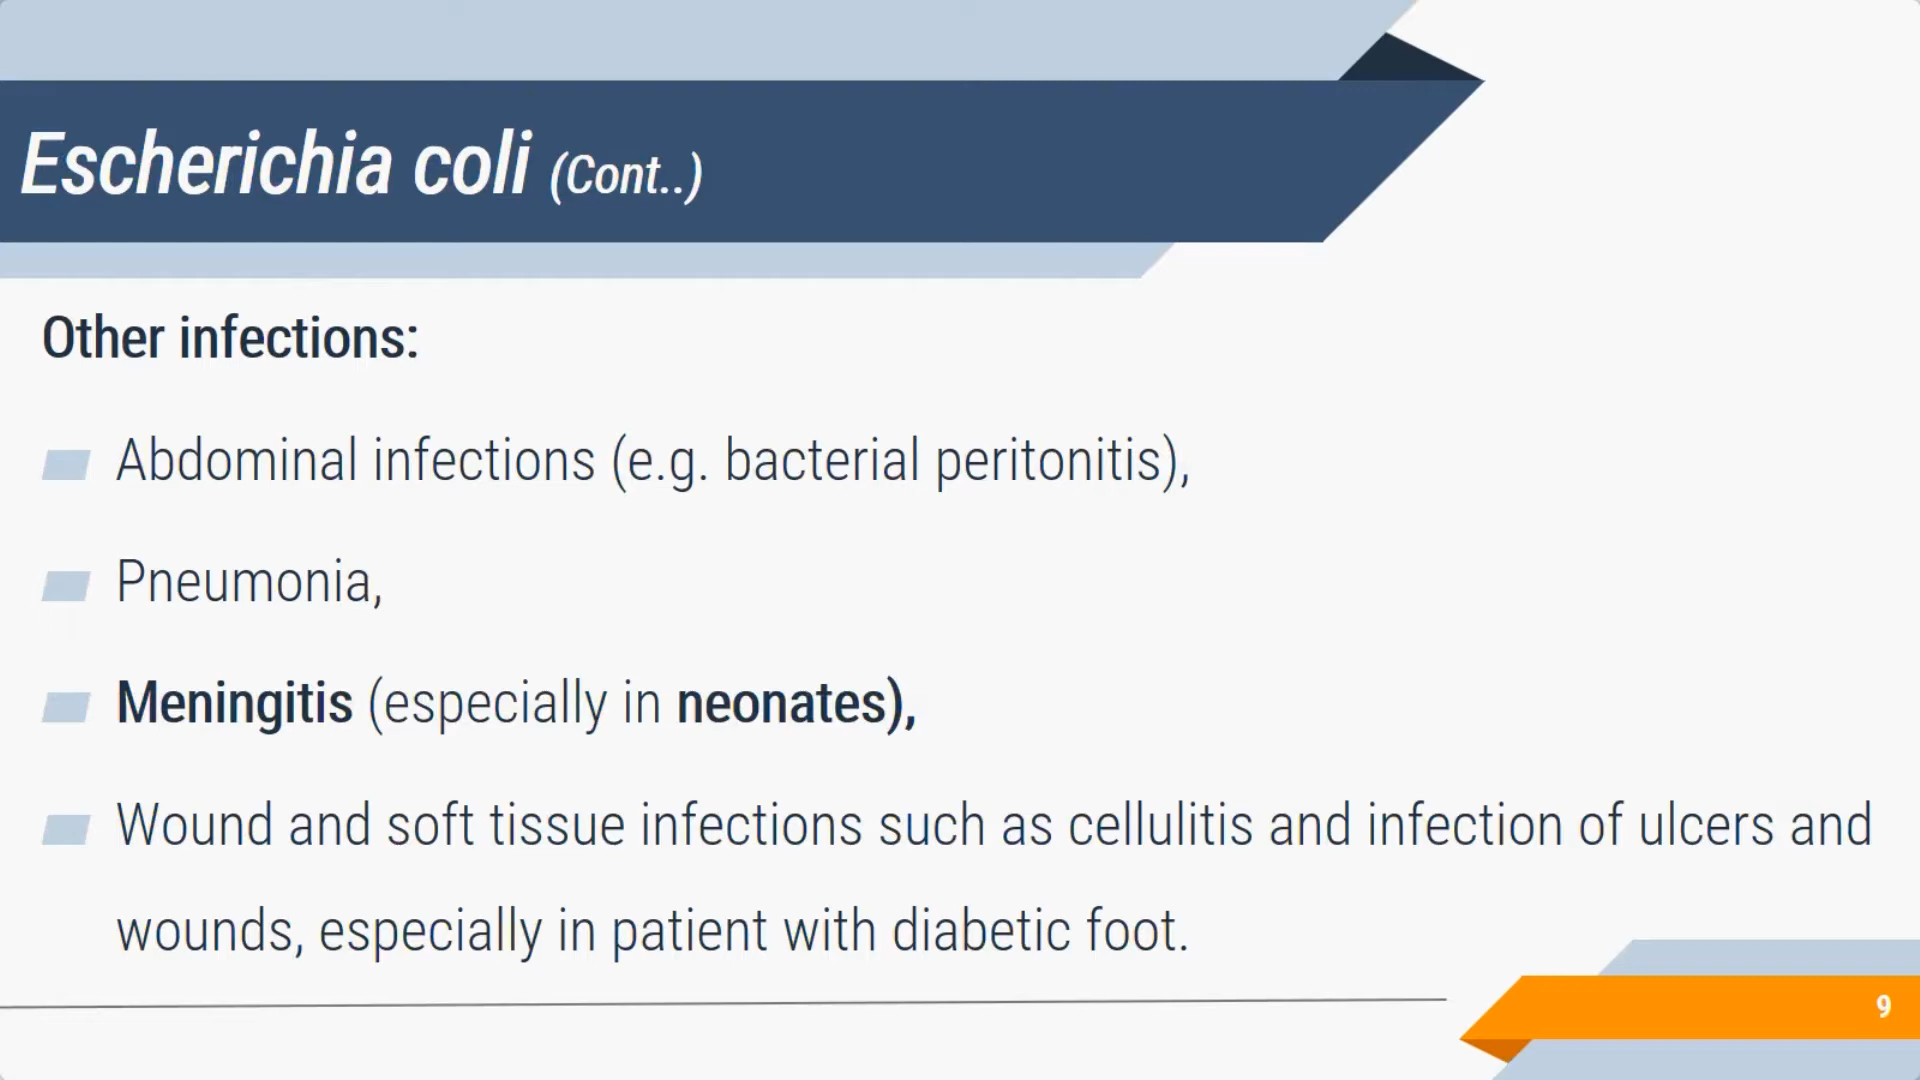 Escherichia coli (Cont..)
Other infections:
Abdominal infections (e.g. bacterial peritonitis),
Pneumonia,
Meningitis (especially in neonates),
Wound and soft tissue infections such as cellulitis and infection of ulcers and
wounds, especially in patient with diabetic foot.
9